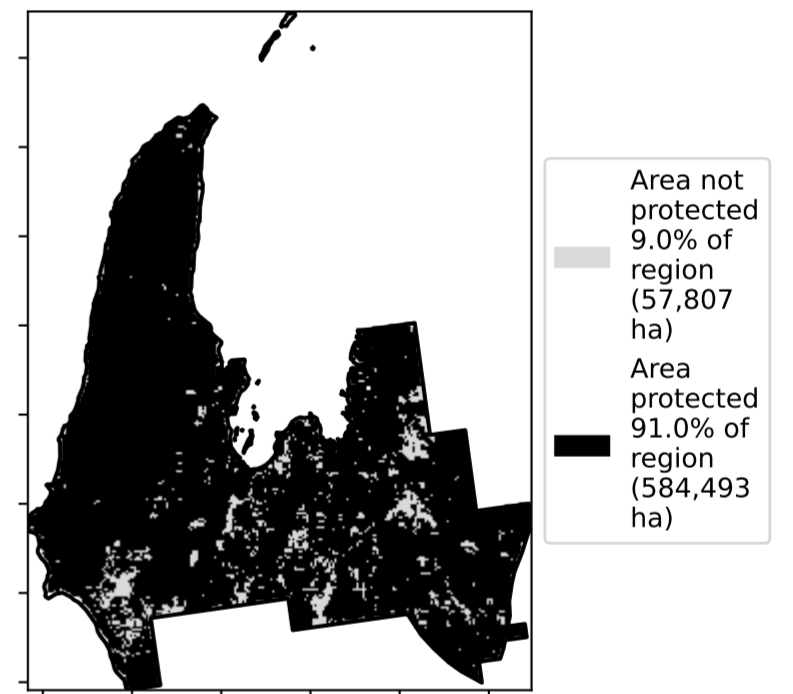 Area not
protected
9.0% of
region
(57,807
ha)
Area
protected
91.0% of
region
(584,493
ha)